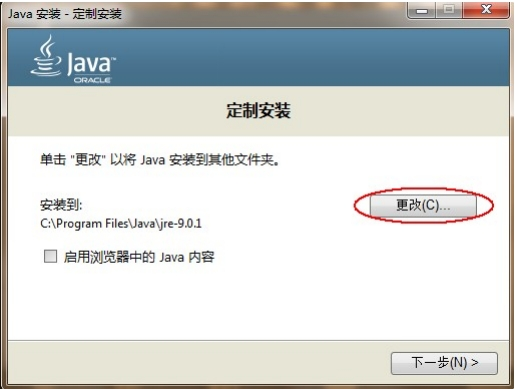 Java 安装 - 定制安装
Java
ORACLE
定制安装
单击 "更改" 以将 Java 安装到其他文件夹。
安装到:
更改(C)...
C:\Program Files\Java\jre-9.0.1
启用浏览器中的 Java 内容
下一步(N) >